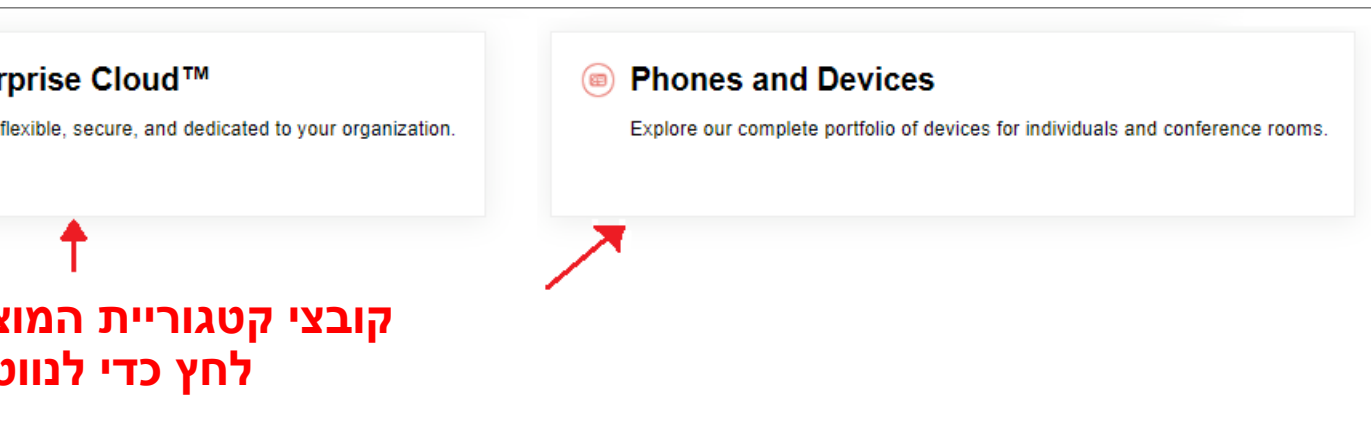 Enterprise Cloud™
flexible, secure, and dedicated to your organization.
Phones and Devices
Explore our complete portfolio of devices for individuals and conference rooms.
קובצי קטגוריית
לחץ כדי